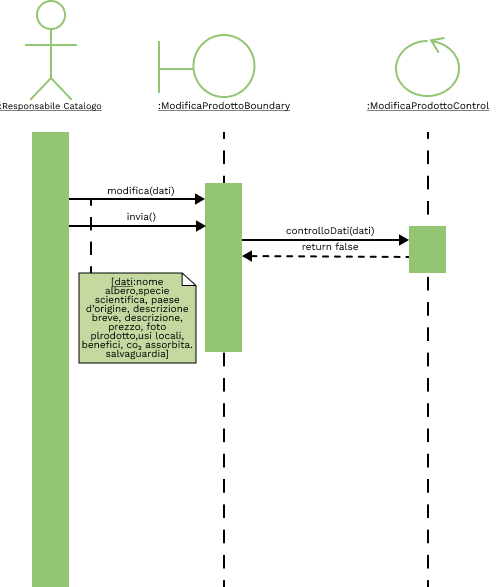 :Responsabile Catalogo
:ModificaProdottoBoundary
:ModificaProdottoControl
modifica(dati)
invia()
controlloDati(dati)
return false
[dati:nome
albero,specie
scientifica, paese
d'origine, descrizione
breve, descrizione,
prezzo, foto
plrodotto,usi locali,
benefici, co₂ assorbita.
salvaguardia]